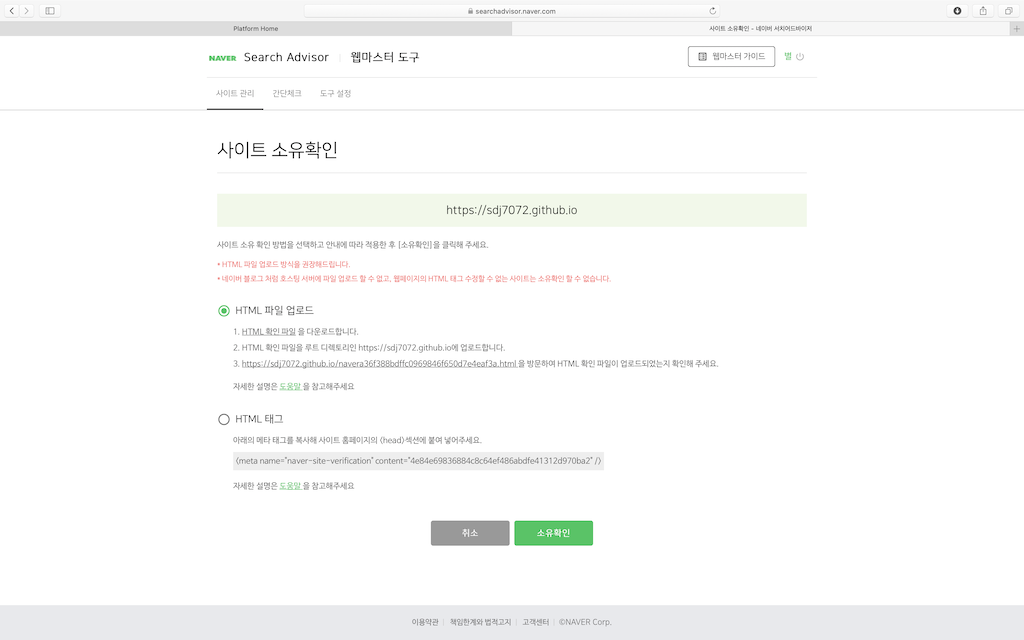 searchadvisor.naver.com
Platform Home
사이트 소유확인 - 네이버 서치어드바이저
NAVER Search Advisor 웹마스터 도구
웹마스터 가이드
별
사이트 관리 간단체크 도구 설정
사이트 소유확인
https://sdj7072.github.io
사이트 소유 확인 방법을 선택하고 안내에 따라 적용한 후 [소유확인]을 클릭해 주세요.
* HTML 파일 업로드 방식을 권장해드립니다.
* 네이버 블로그 처럼 호스팅 서버에 파일 업로드 할 수 없고, 웹페이지의 HTML 태그 수정할 수 없는 사이트는 소유확인 할 수 없습니다.
HTML 파일 업로드
1. HTML 확인 파일 을 다운로드합니다.
2. HTML 확인 파일을 루트 디렉토리인 https://sdj7072.github.io에 업로드합니다.
3. https://sdj7072.github.io/navera36f388bdffc0969846f650d7e4eaf3a.html 을 방문하여 HTML 확인 파일이 업로드되었는지 확인해 주세요.
자세한 설명은 도움말 을 참고해주세요
HTML 태그
아래의 메타 태그를 복사해 사이트 홈페이지의 <head>섹션에 붙여 넣어주세요.
<meta name="naver-site-verification" content="4e84e69836884c8c64ef486abdfe41312d970ba2" />
자세한 설명은 도움말 을 참고해주세요
취소 소유확인
이용약관 책임한계와 법적고지 고객센터 ©NAVER Corp.